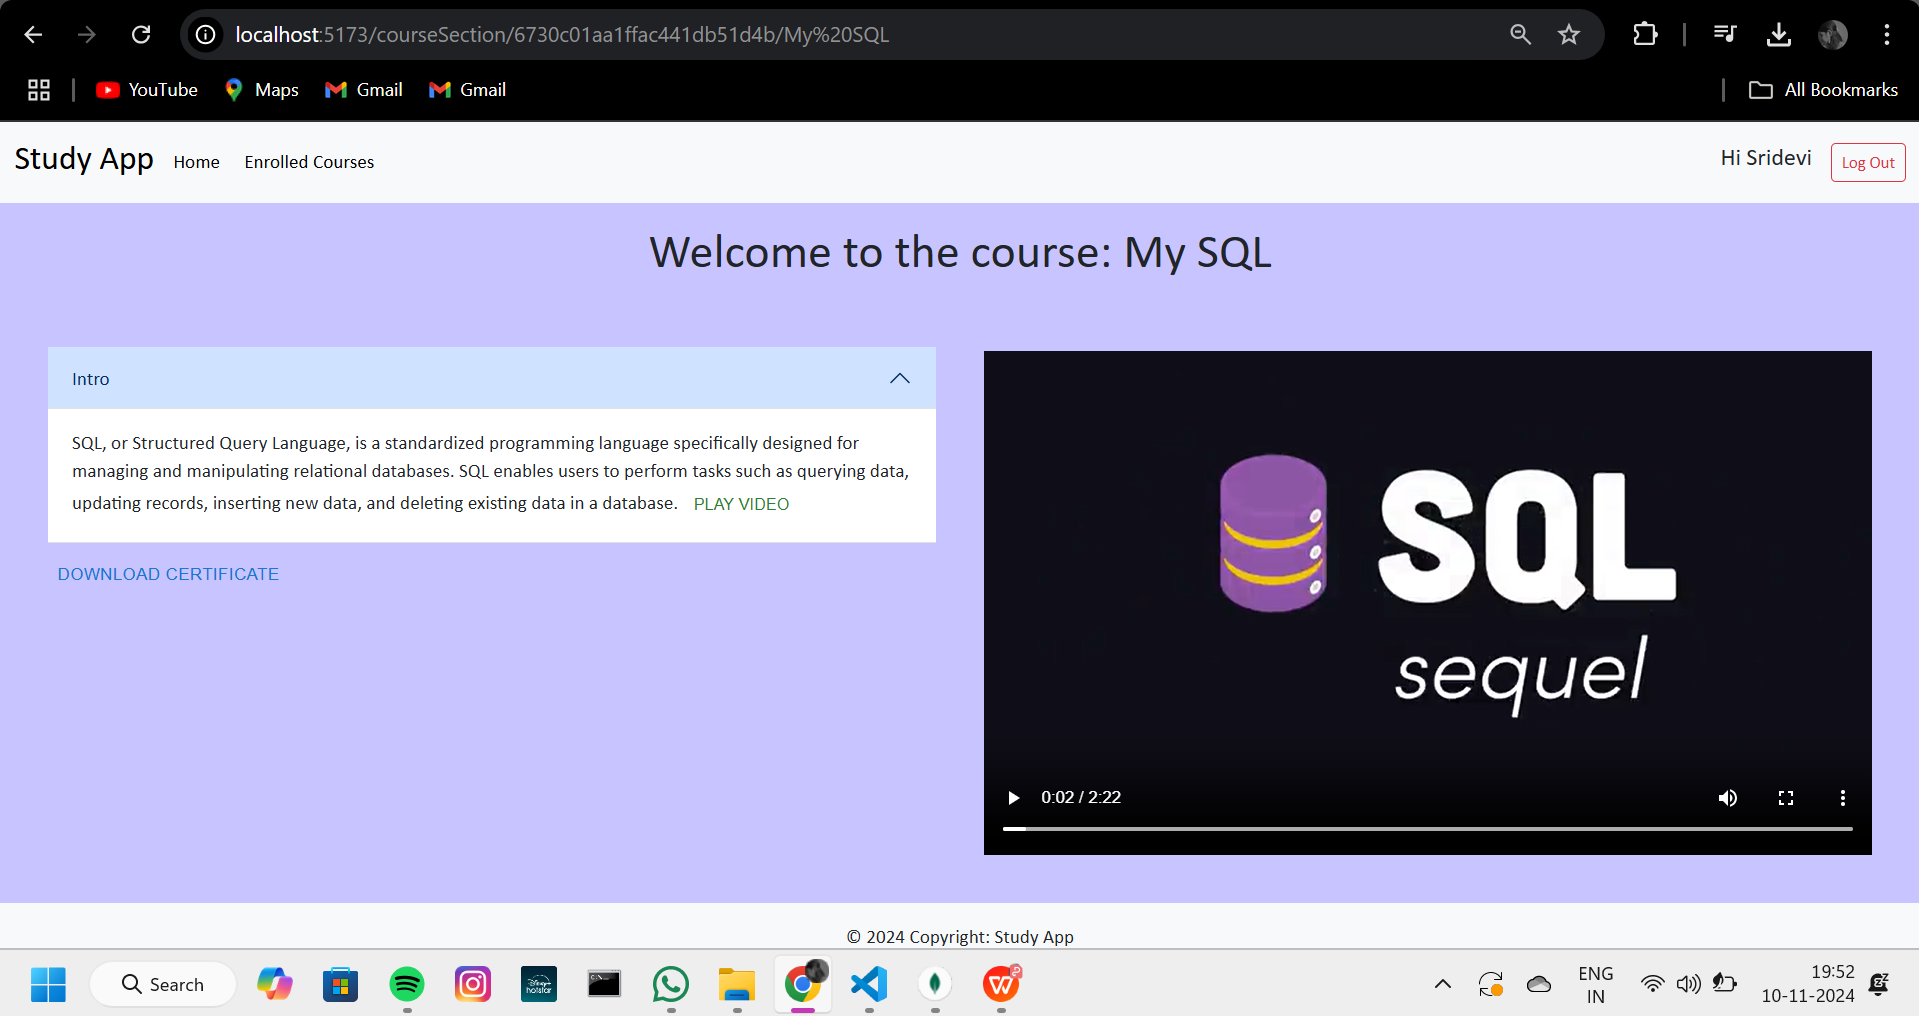 localhost:5173/courseSection/6730c01aa1ffac441db51d4b/My%20SQL
YouTube Maps Gmail Gmail All Bookmarks
Study App Home Enrolled Courses Hi Sridevi Log Out
Welcome to the course: My SQL
Intro
SQL, or Structured Query Language, is a standardized programming language specifically designed for
managing and manipulating relational databases. SQL enables users to perform tasks such as querying data,
updating records, inserting new data, and deleting existing data in a database. PLAY VIDEO
DOWNLOAD CERTIFICATE
SQL
sequel
0:02 / 2:22
© 2024 Copyright: Study App
Search
Disney+
hotstar
C:\
W
P
ENG
IN
19:52
10-11-2024